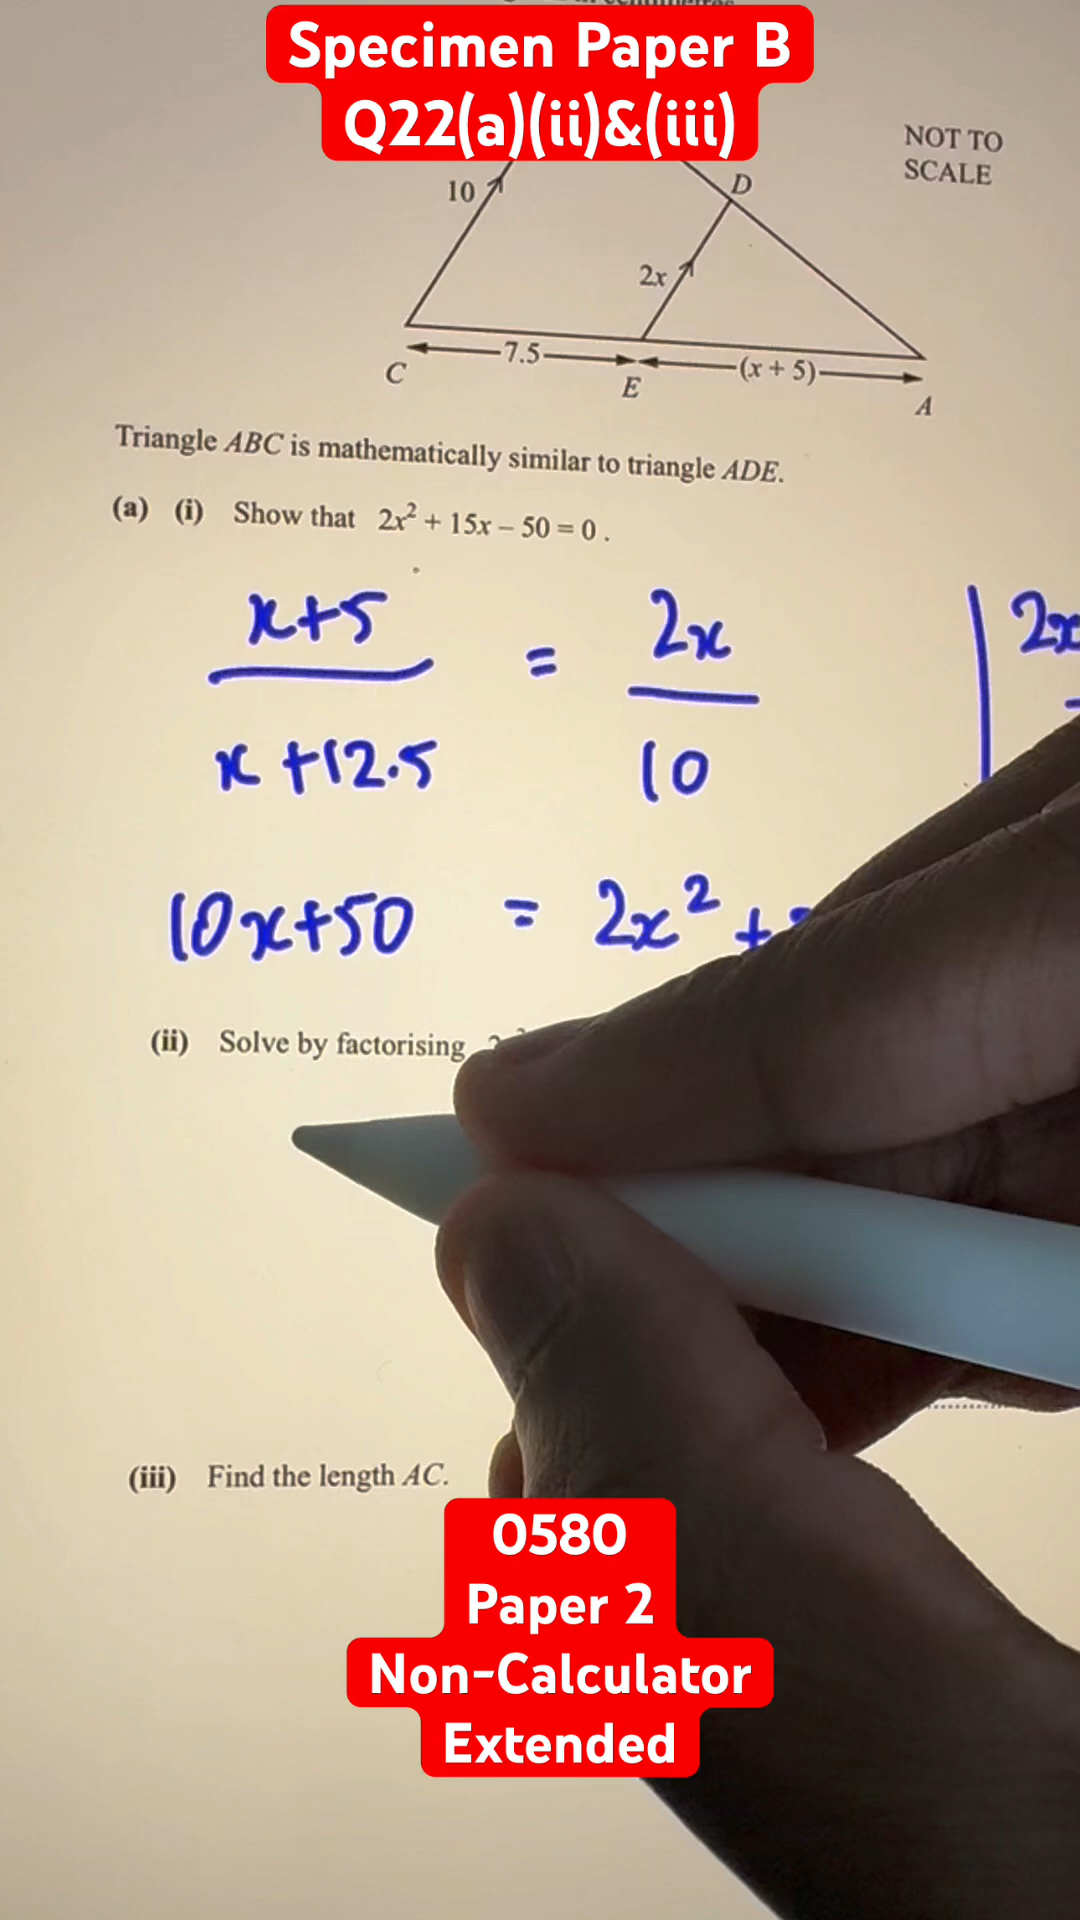 Specimen Paper B
Q22(a)(ii)&(iii)
NOT TO
SCALE
10
D
2x
7.5
(x + 5)
C
E
A
Triangle ABC is mathematically similar to triangle ADE.
(a) (i) Show that 2x² + 15x – 50 = 0 .
x+5 = 2x | 2x
x+12.5 10
10x+50 = 2x² +
(ii) Solve by factorising
(iii) Find the length AC.
0580
Paper 2
Non-Calculator
Extended